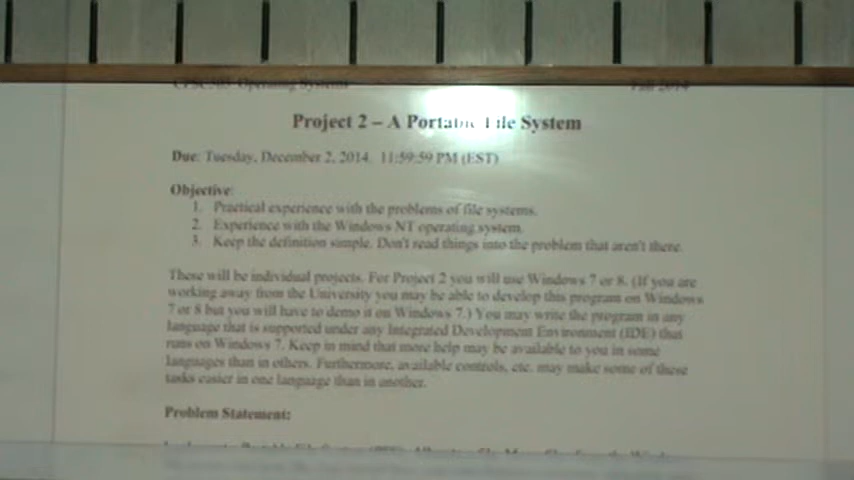 Operating Systems Fall 2014
Project 2 – A Portable File System
Due: Tuesday, December 2, 2014. 11:59:59 PM (EST)
Objective:
1. Practical experience with the problems of file systems.
2. Experience with the Windows NT operating system.
3. Keep the definition simple. Don't read things into the problem that aren't there.
These will be individual projects. For Project 2 you will use Windows 7 or 8. (If you are
working away from the University you may be able to develop this program on Windows
7 or 8 but you will have to demo it on Windows 7.) You may write the program in any
language that is supported under any Integrated Development Environment (IDE) that
runs on Windows 7. Keep in mind that more help may be available to you in some
languages than in others. Furthermore, available controls, etc. may make some of these
tasks easier in one language than in another.
Problem Statement: